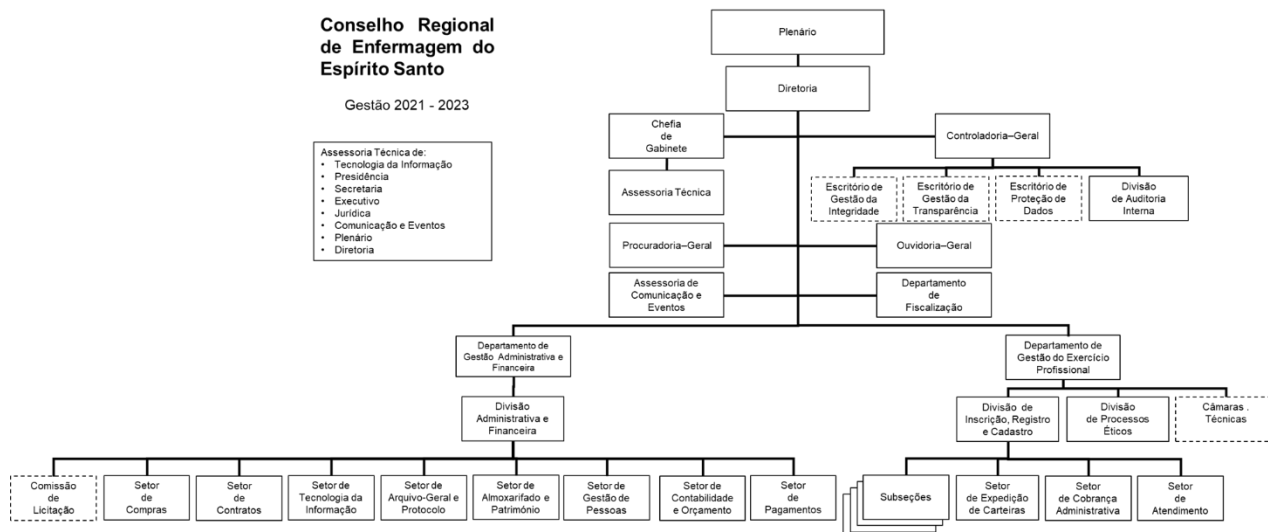 Conselho Regional
de Enfermagem do
Espírito Santo
Gestão 2021 - 2023
Assessoria Técnica de:
• Tecnologia da Informação
• Presidência
• Secretaria
• Executivo
• Jurídica
• Comunicação e Eventos
• Plenário
• Diretoria
Plenário
Diretoria
Chefia
de
Gabinete
Controladoria–Geral
Assessoria Técnica
Escritório de
Gestão da
Integridade
Escritório de
Gestão da
Transparência
Escritório de
Proteção de
Dados
Divisão
de Auditoria
Interna
Procuradoria–Geral
Ouvidoria–Geral
Assessoria de
Comunicação e
Eventos
Departamento
de
Fiscalização
Departamento de
Gestão Administrativa e
Financeira
Departamento de
Gestão do Exercício
Profissional
Divisão
Administrativa e
Financeira
Divisão de
Inscrição, Registro
e Cadastro
Divisão
de Processos
Éticos
Câmaras .
Técnicas
Comissão
de
Licitação
Setor
de
Compras
Setor
de
Contratos
Setor de
Tecnologia da
Informação
Setor de
Arquivo-Geral e
Protocolo
Setor de
Almoxarifado e
Património
Setor de
Gestão de
Pessoas
Setor de
Contabilidade
e Orçamento
Setor
de
Pagamentos
Subseções
Setor
de Expedição
de Carteiras
Setor
de Cobrança
Administrativa
Setor
de
Atendimento